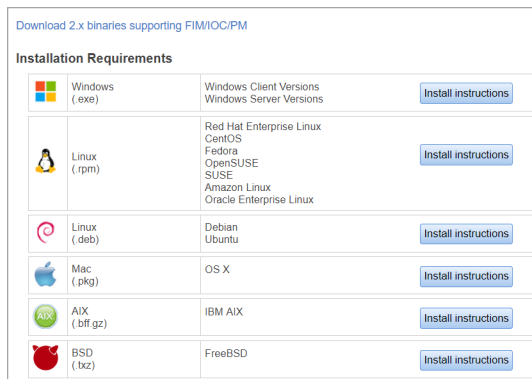 Download 2.x binaries supporting FIM/IOC/PM
Installation Requirements
Windows
(.exe)
Windows Client Versions
Windows Server Versions
Install instructions
Linux
(.rpm)
Red Hat Enterprise Linux
CentOS
Fedora
OpenSUSE
SUSE
Amazon Linux
Oracle Enterprise Linux
Install instructions
Linux
(.deb)
Debian
Ubuntu
Install instructions
Mac
(.pkg)
OS X
Install instructions
AIX
AIX
(.bff.gz)
IBM AIX
Install instructions
BSD
(.txz)
FreeBSD
Install instructions